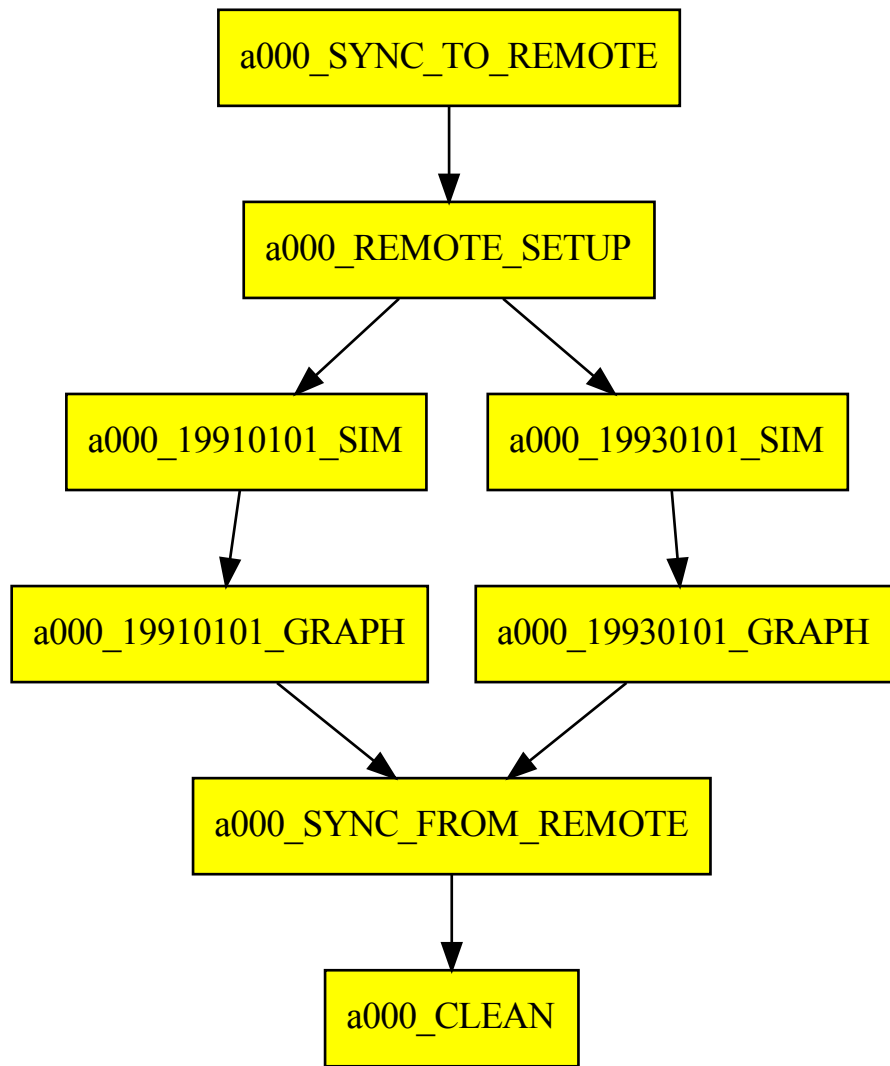 a000_SYNC_TO_REMOTE
a000_REMOTE_SETUP
a000_19910101_SIM
a000_19930101_SIM
a000_19910101_GRAPH
a000_19930101_GRAPH
a000_SYNC_FROM_REMOTE
a000_CLEAN